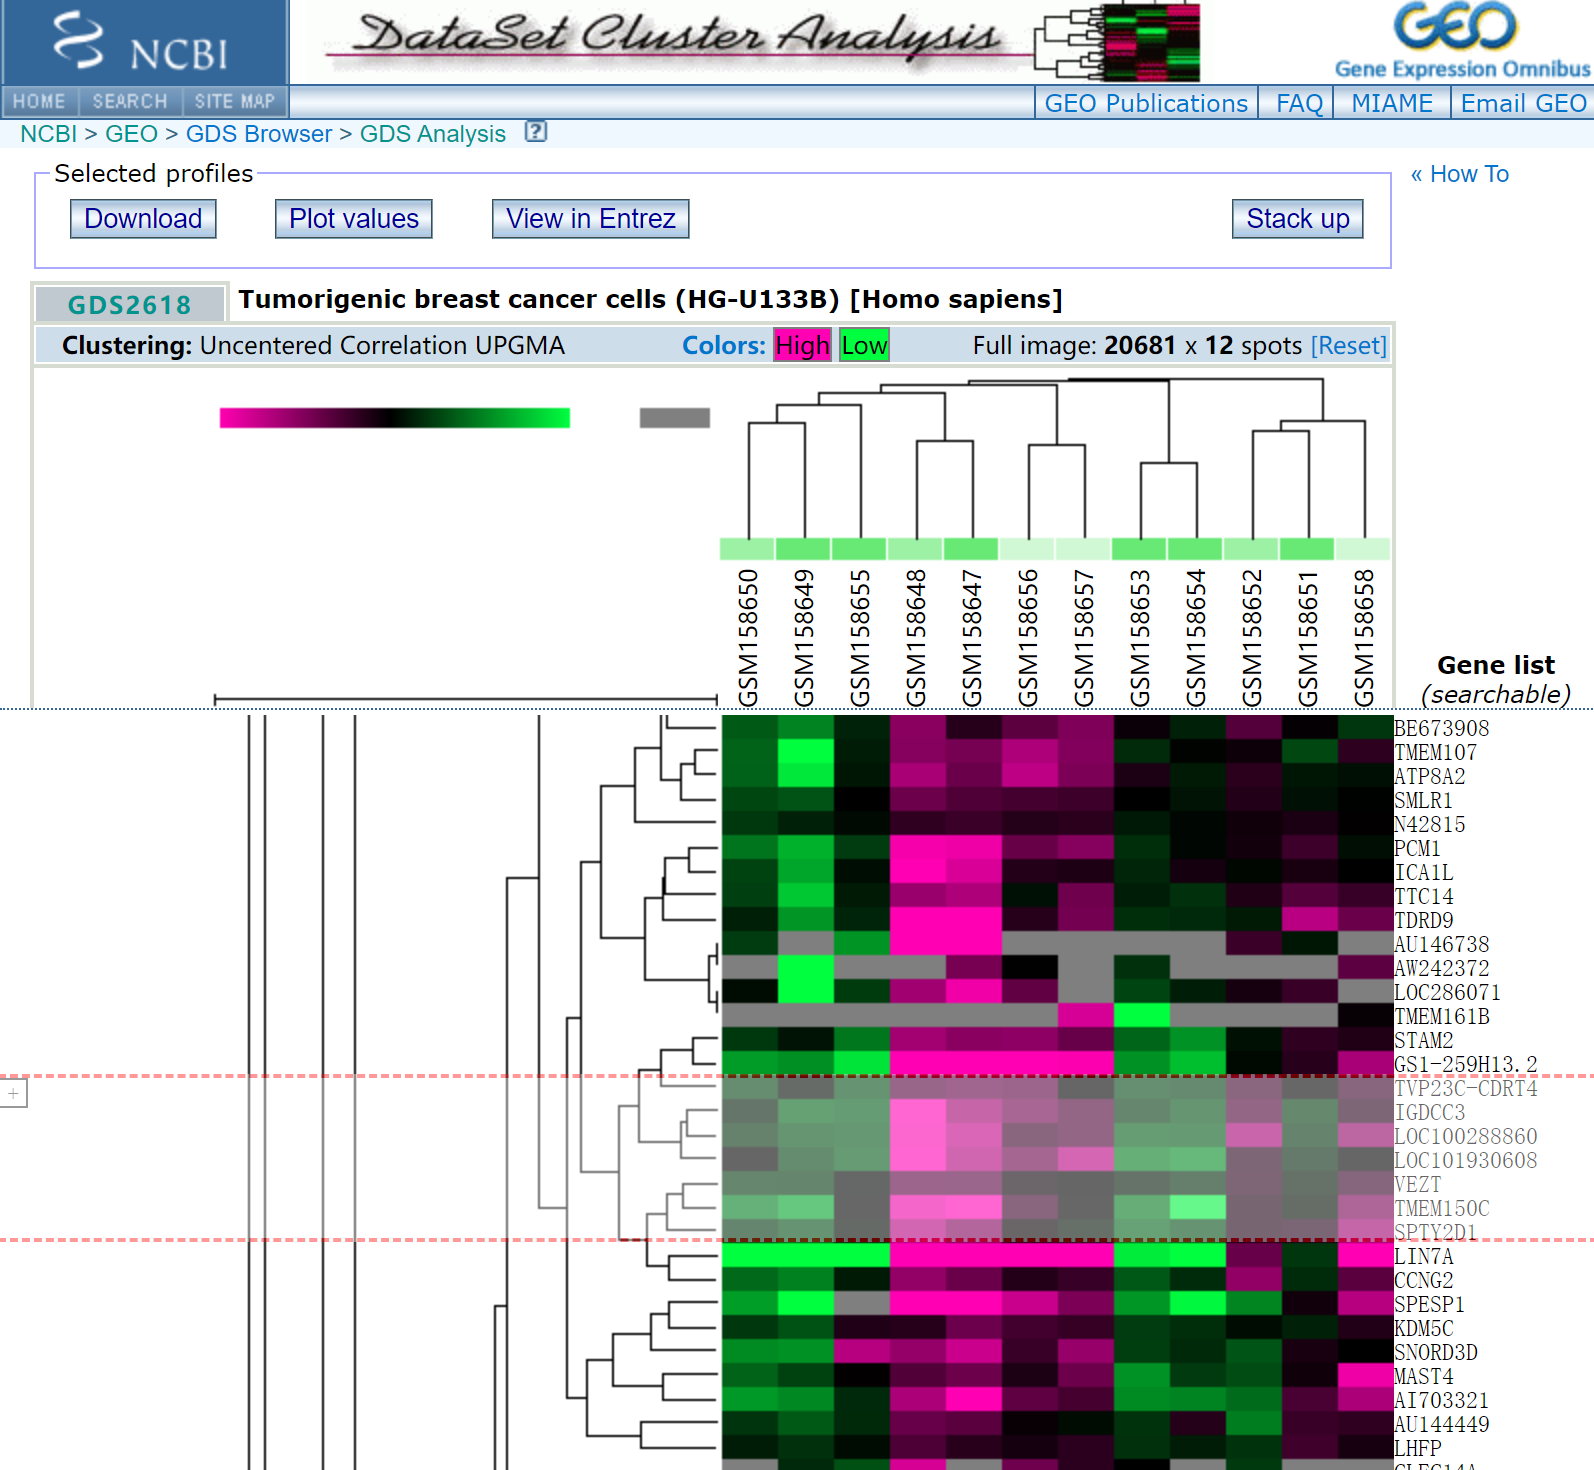 NCBI
DataSet Cluster Analysis
GEO
Gene Expression Omnibus
HOME SEARCH SITE MAP
GEO Publications FAQ MIAME Email GEO
NCBI > GEO > GDS Browser > GDS Analysis ?
Selected profiles
« How To
Download Plot values View in Entrez Stack up
GDS2618 Tumorigenic breast cancer cells (HG-U133B) [Homo sapiens]
Clustering: Uncentered Correlation UPGMA Colors: High Low Full image: 20681 x 12 spots [Reset]
GSM158650
GSM158649
GSM158655
GSM158648
GSM158647
GSM158656
GSM158657
GSM158653
GSM158654
GSM158652
GSM158651
GSM158658
Gene list
(searchable)
BE673908
TMEM107
ATP8A2
SMLR1
N42815
PCM1
ICA1L
TTC14
TDRD9
AU146738
AW242372
LOC286071
TMEM161B
STAM2
GS1-259H13.2
TVP23C-CDRT4
IGDCC3
LOC100288860
LOC101930608
VEZT
TMEM150C
SPTY2D1
LIN7A
CCNG2
SPESP1
KDM5C
SNORD3D
MAST4
AI703321
AU144449
LHFP